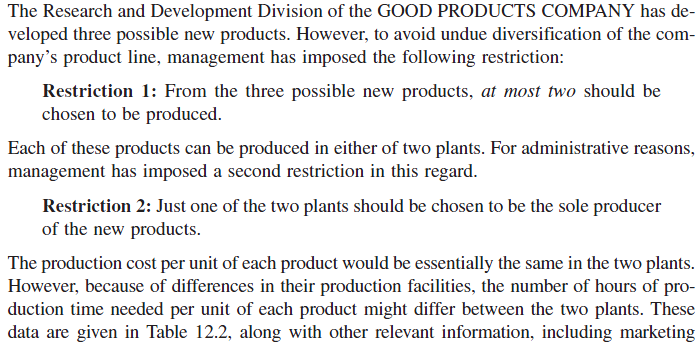 The Research and Development Division of the GOOD PRODUCTS COMPANY has de-
veloped three possible new products. However, to avoid undue diversification of the com-
pany's product line, management has imposed the following restriction:
Restriction 1: From the three possible new products, at most two should be
chosen to be produced.
Each of these products can be produced in either of two plants. For administrative reasons,
management has imposed a second restriction in this regard.
Restriction 2: Just one of the two plants should be chosen to be the sole producer
of the new products.
The production cost per unit of each product would be essentially the same in the two plants.
However, because of differences in their production facilities, the number of hours of pro-
duction time needed per unit of each product might differ between the two plants. These
data are given in Table 12.2, along with other relevant information, including marketing